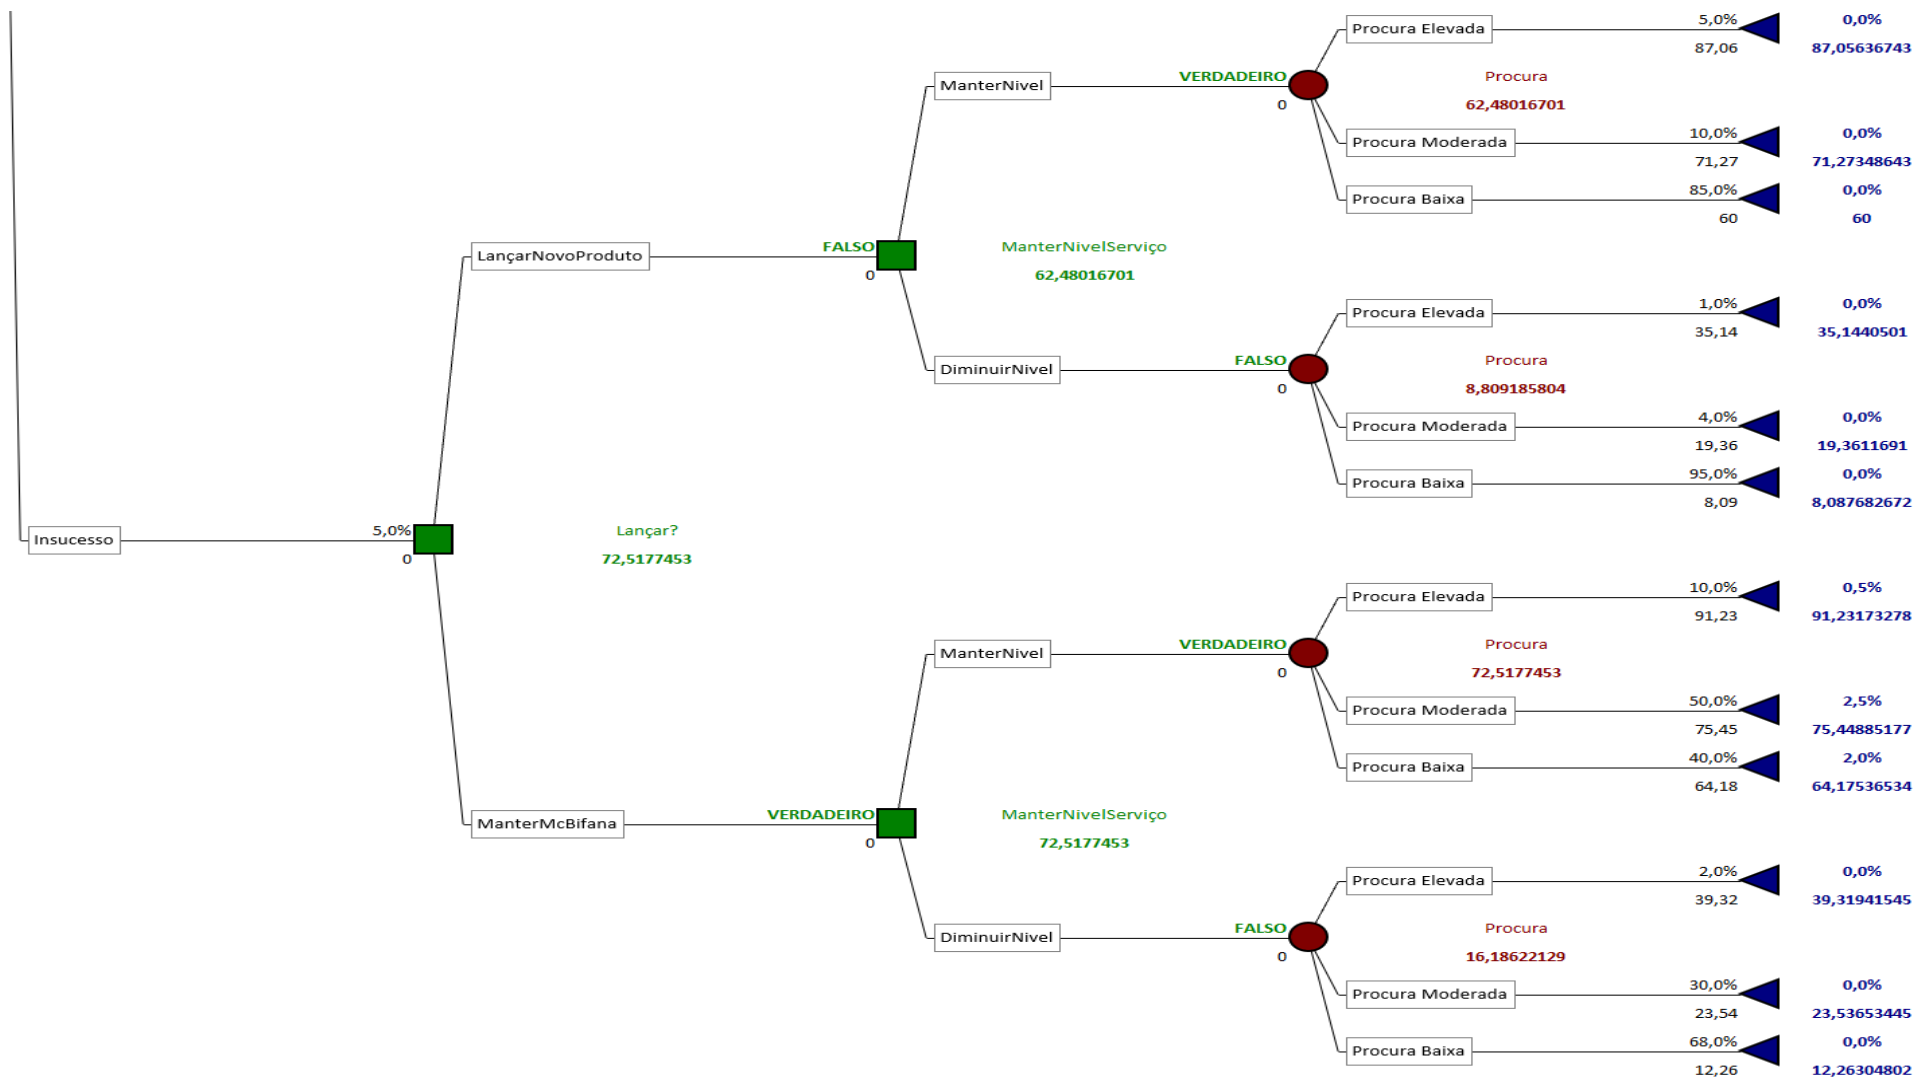 Procura Elevada 5,0% 0,0%
87,06 87,05636743
ManterNivel VERDADEIRO Procura
0 62,48016701
Procura Moderada 10,0% 0,0%
71,27 71,27348643
Procura Baixa 85,0% 0,0%
60 60
LançarNovoProduto FALSO ManterNivelServiço
0 62,48016701
Procura Elevada 1,0% 0,0%
35,14 35,1440501
DiminuirNivel FALSO Procura
0 8,809185804
Procura Moderada 4,0% 0,0%
19,36 19,3611691
Procura Baixa 95,0% 0,0%
8,09 8,087682672
Insucesso 5,0% Lançar?
0 72,5177453
Procura Elevada 10,0% 0,5%
91,23 91,23173278
ManterNivel VERDADEIRO Procura
0 72,5177453
Procura Moderada 50,0% 2,5%
75,45 75,44885177
Procura Baixa 40,0% 2,0%
64,18 64,17536534
ManterMcBifana VERDADEIRO ManterNivelServiço
0 72,5177453
Procura Elevada 2,0% 0,0%
39,32 39,31941545
DiminuirNivel FALSO Procura
0 16,18622129
Procura Moderada 30,0% 0,0%
23,54 23,53653445
Procura Baixa 68,0% 0,0%
12,26 12,26304802